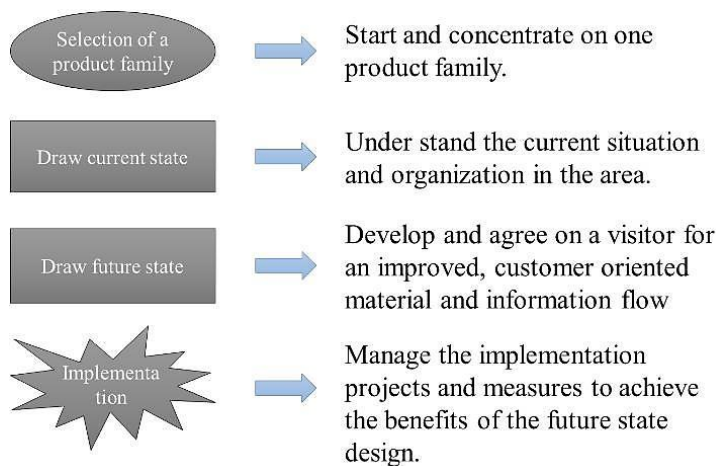 Selection of a
product family
Start and concentrate on one
product family.
Draw current state
Under stand the current situation
and organization in the area.
Draw future state
Develop and agree on a visitor for
an improved, customer oriented
material and information flow
Implementa
tion
Manage the implementation
projects and measures to achieve
the benefits of the future state
design.